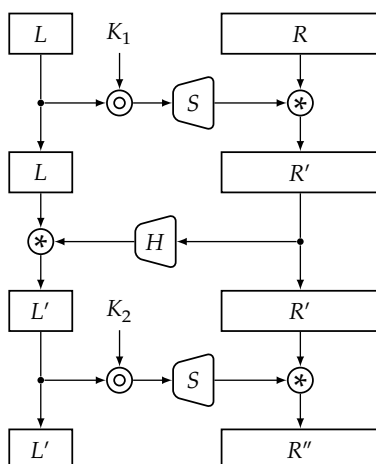 L K₁ R
S *
L R′
* H
L′ K₂ R′
S *
L′ R″